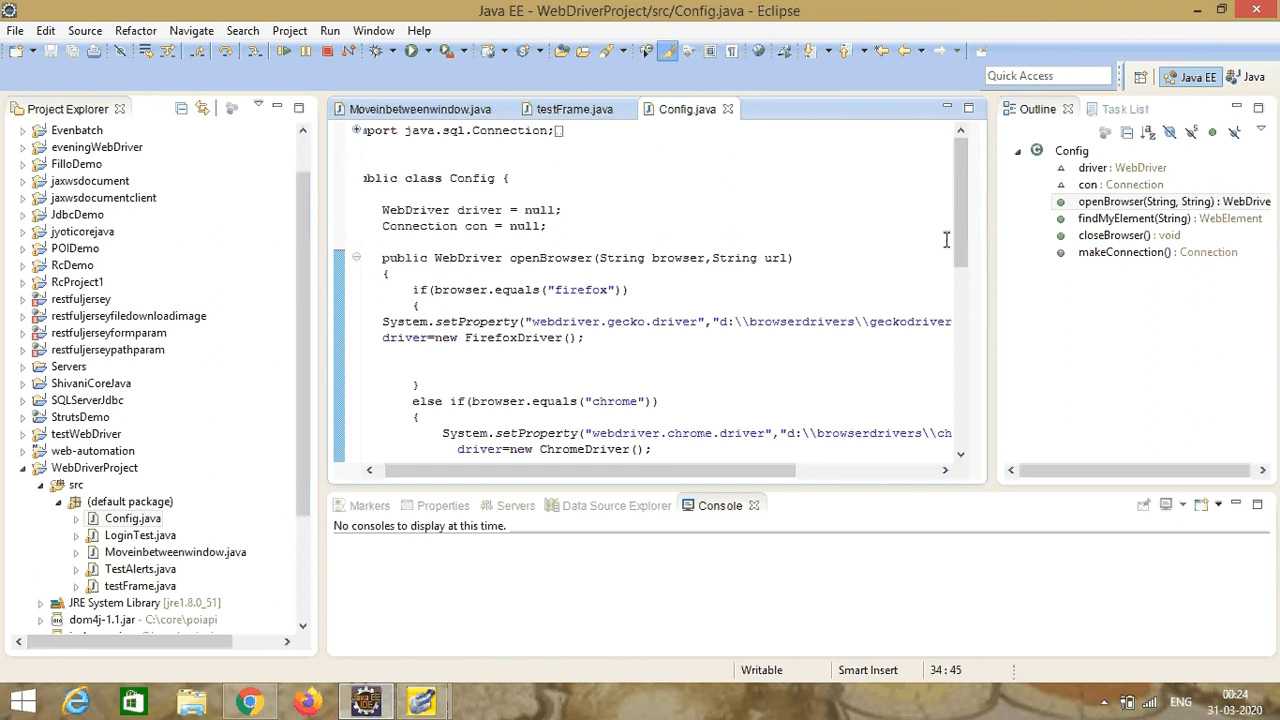 Java EE - WebDriverProject/src/Config.java - Eclipse
File Edit Source Refactor Navigate Search Project Run Window Help
Quick Access
Java EE
Java
Project Explorer
Evenbatch
eveningWebDriver
FilloDemo
jaxwsdocument
jaxwsdocumentclient
JdbcDemo
jyoticorejava
POIDemo
RcDemo
RcProject1
restfuljersey
restfuljerseyfiledownloadimage
restfuljerseyformparam
restfuljerseypathparam
Servers
ShivaniCoreJava
SQLServerJdbc
StrutsDemo
testWebDriver
web-automation
WebDriverProject
src
(default package)
Config.java
LoginTest.java
Moveinbetweenwindow.java
TestAlerts.java
testFrame.java
JRE System Library [jre1.8.0_51]
dom4j-1.1.jar - C:\core\poiapi
Moveinbetweenwindow.java testFrame.java Config.java
mport java.sql.Connection;
blic class Config {
WebDriver driver = null;
Connection con = null;
public WebDriver openBrowser(String browser,String url)
{
if(browser.equals("firefox"))
{
System.setProperty("webdriver.gecko.driver","d:\\browserdrivers\\geckodriver
driver=new FirefoxDriver();
}
else if(browser.equals("chrome"))
{
System.setProperty("webdriver.chrome.driver","d:\\browserdrivers\\ch
driver=new ChromeDriver();
Outline Task List
Config
driver : WebDriver
con : Connection
openBrowser(String, String) : WebDrive
findMyElement(String) : WebElement
closeBrowser() : void
makeConnection() : Connection
Markers Properties Servers Data Source Explorer Console
No consoles to display at this time.
Writable Smart Insert 34 : 45
ENG
00:24
31-03-2020